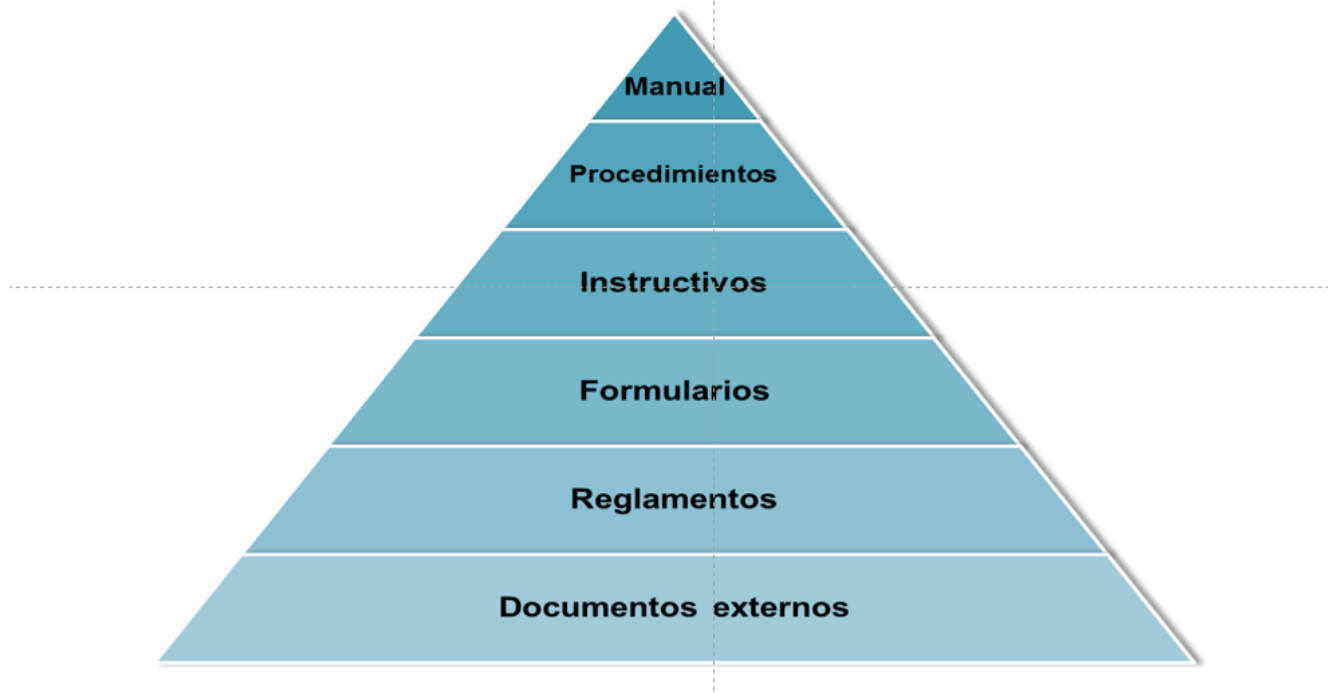 Manual
Procedimientos
Instructivos
Formularios
Reglamentos
Documentos externos